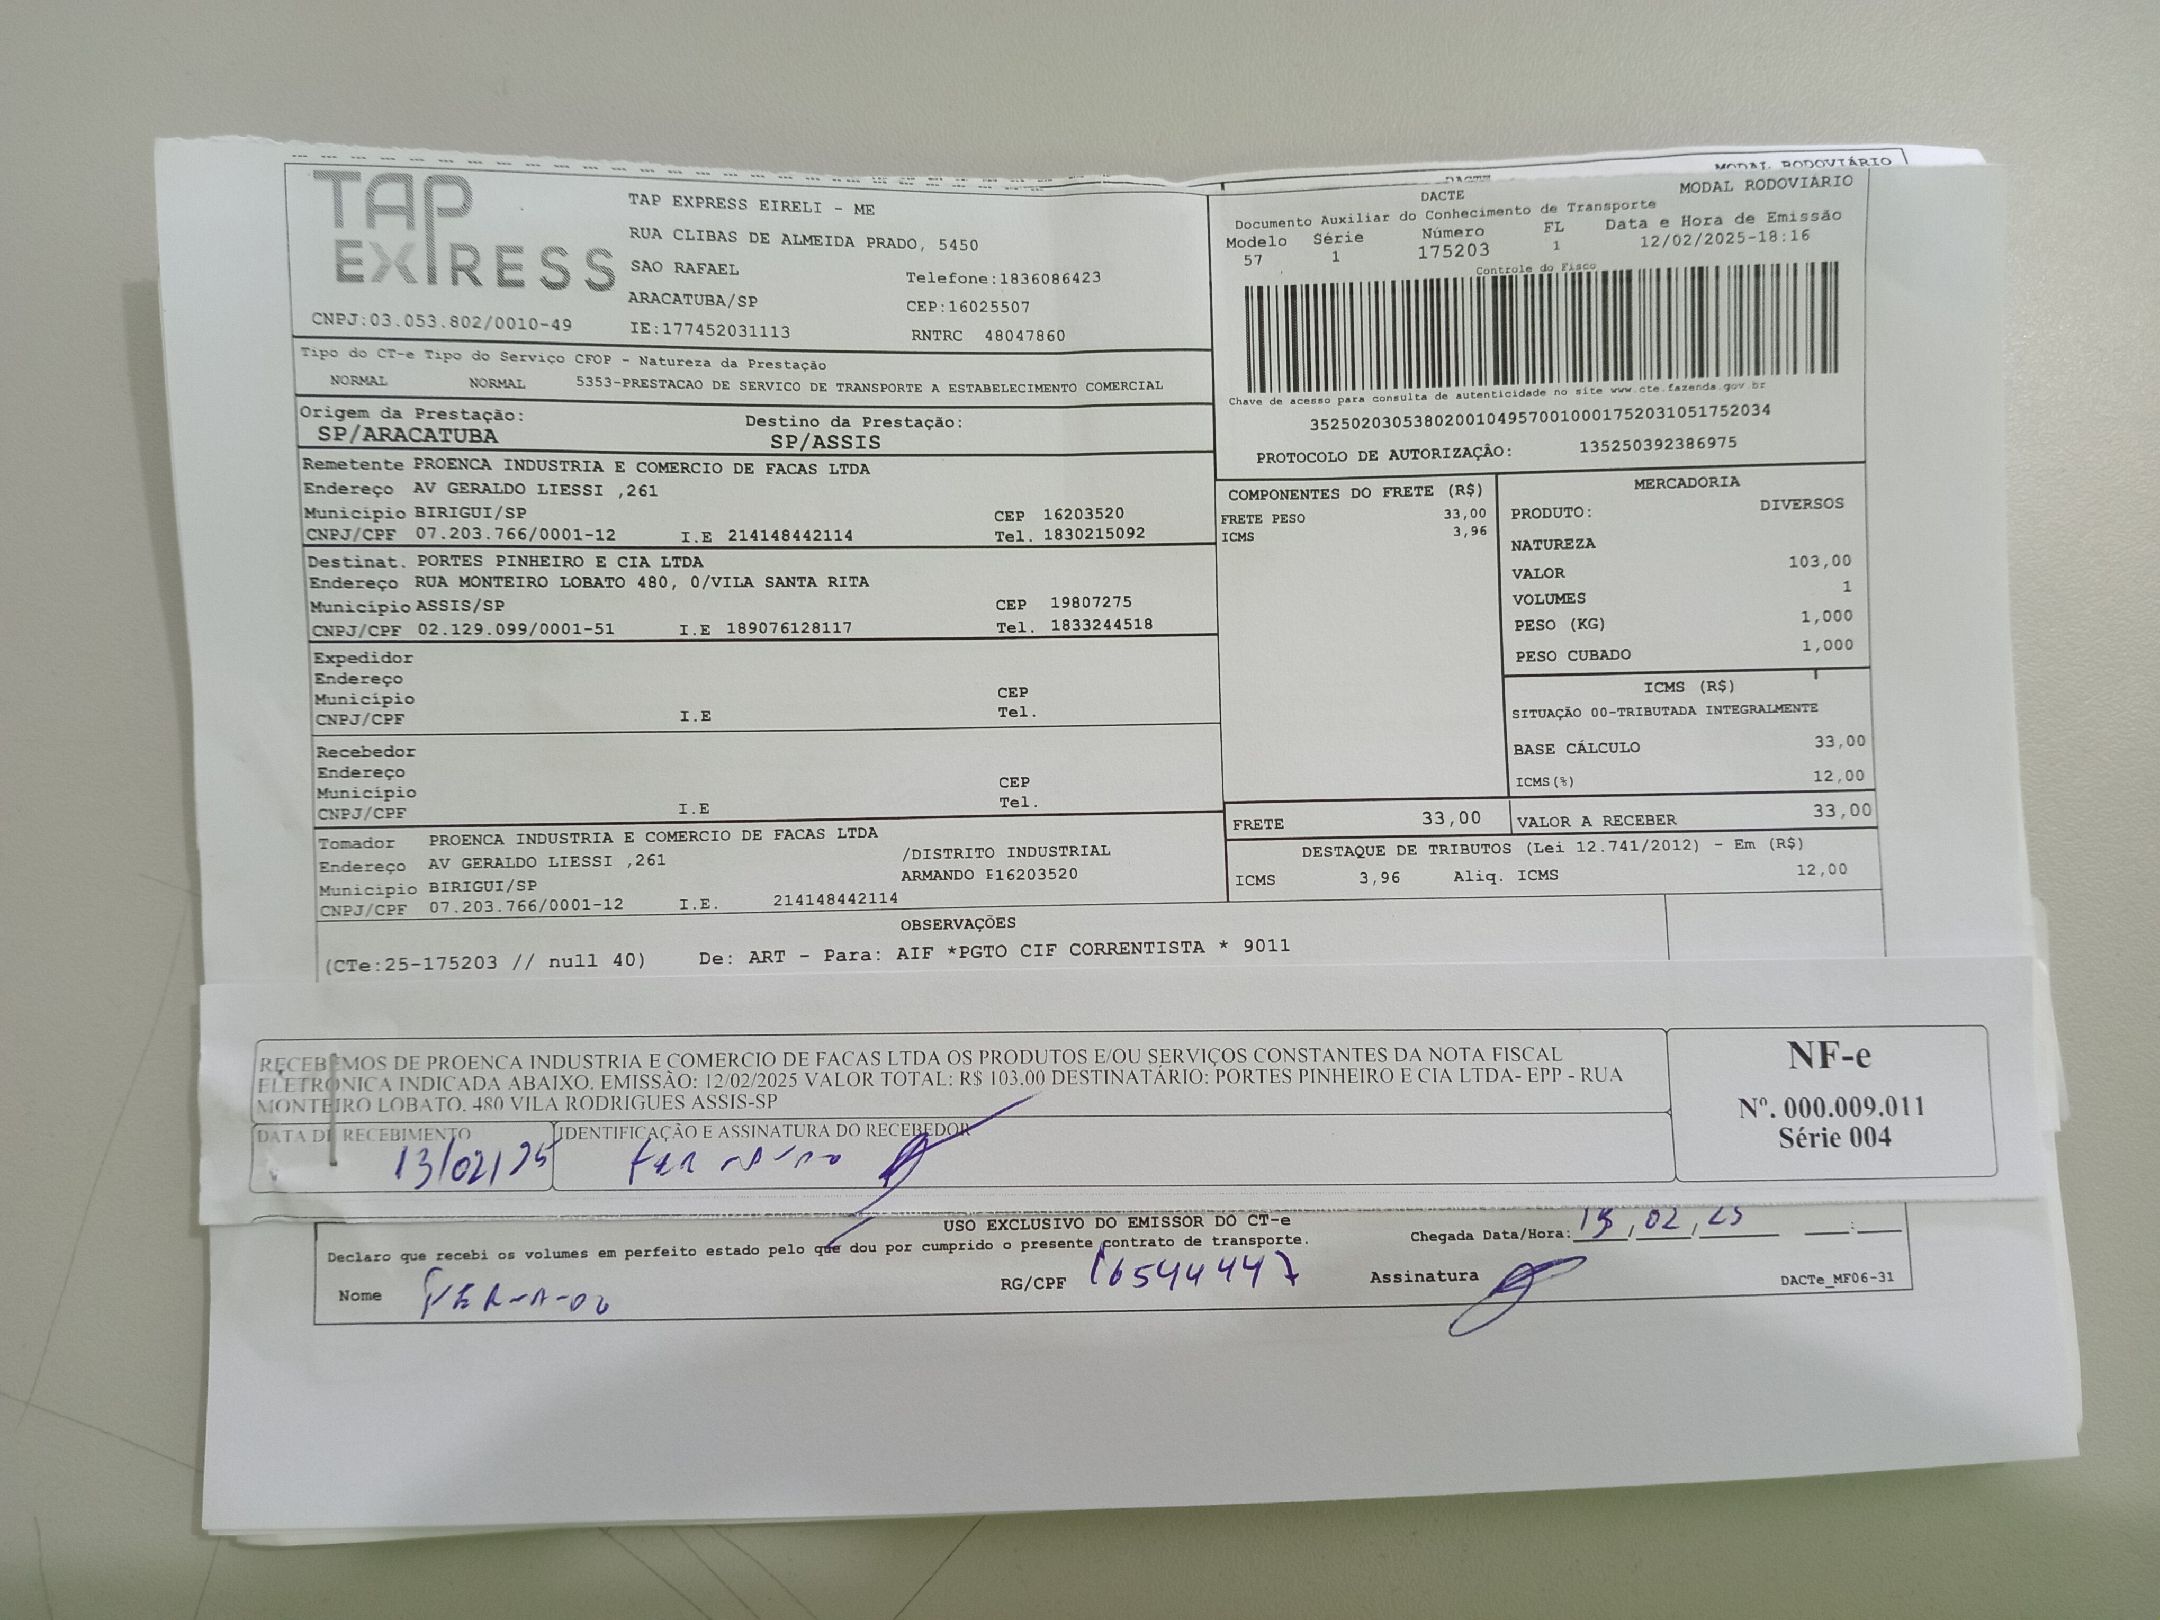 TAP
EXPRESS
CNPJ:03.053.802/0010-49
TAP EXPRESS EIRELI - ME
RUA CLIBAS DE ALMEIDA PRADO, 5450
SAO RAFAEL
Telefone:1836086423
ARACATUBA/SP
CEP:16025507
IE:177452031113
RNTRC 48047860
MODAL RODOVIÁRIO
DACTE
MODAL RODOVIÁRIO
Documento Auxiliar do Conhecimento de Transporte
Modelo Série Número FL Data e Hora de Emissão
57 1 175203 1 12/02/2025-18:16
Controle do Fisco
Chave de acesso para consulta de autenticidade no site www.cte.fazenda.gov.br
35250203053802001049570010001752031051752034
PROTOCOLO DE AUTORIZAÇÃO: 135250392386975
Tipo do CT-e Tipo do Serviço CFOP - Natureza da Prestação
NORMAL NORMAL 5353-PRESTACAO DE SERVICO DE TRANSPORTE A ESTABELECIMENTO COMERCIAL
Origem da Prestação: Destino da Prestação:
SP/ARACATUBA SP/ASSIS
Remetente PROENCA INDUSTRIA E COMERCIO DE FACAS LTDA
Endereço AV GERALDO LIESSI ,261
Município BIRIGUI/SP CEP 16203520
CNPJ/CPF 07.203.766/0001-12 I.E 214148442114 Tel. 1830215092
Destinat. PORTES PINHEIRO E CIA LTDA
Endereço RUA MONTEIRO LOBATO 480, 0/VILA SANTA RITA
Município ASSIS/SP CEP 19807275
CNPJ/CPF 02.129.099/0001-51 I.E 189076128117 Tel. 1833244518
Expedidor
Endereço
Município CEP
CNPJ/CPF I.E Tel.
Recebedor
Endereço
Município CEP
CNPJ/CPF I.E Tel.
Tomador PROENCA INDUSTRIA E COMERCIO DE FACAS LTDA
Endereço AV GERALDO LIESSI ,261 /DISTRITO INDUSTRIAL
Município BIRIGUI/SP ARMANDO E16203520
CNPJ/CPF 07.203.766/0001-12 I.E. 214148442114
COMPONENTES DO FRETE (R$)
FRETE PESO 33,00
ICMS 3,96
MERCADORIA
PRODUTO: DIVERSOS
NATUREZA
VALOR 103,00
VOLUMES 1
PESO (KG) 1,000
PESO CUBADO 1,000
ICMS (R$)
SITUAÇÃO 00-TRIBUTADA INTEGRALMENTE
BASE CÁLCULO 33,00
ICMS(%) 12,00
FRETE 33,00 VALOR A RECEBER 33,00
DESTAQUE DE TRIBUTOS (Lei 12.741/2012) - Em (R$)
ICMS 3,96 Aliq. ICMS 12,00
OBSERVAÇÕES
(CTe:25-175203 // null 40) De: ART - Para: AIF *PGTO CIF CORRENTISTA * 9011
RECEBEMOS DE PROENCA INDUSTRIA E COMERCIO DE FACAS LTDA OS PRODUTOS E/OU SERVIÇOS CONSTANTES DA NOTA FISCAL
ELETRÔNICA INDICADA ABAIXO. EMISSÃO: 12/02/2025 VALOR TOTAL: R$ 103.00 DESTINATÁRIO: PORTES PINHEIRO E CIA LTDA- EPP - RUA
MONTEIRO LOBATO. 480 VILA RODRIGUES ASSIS-SP
DATA DE RECEBIMENTO IDENTIFICAÇÃO E ASSINATURA DO RECEBEDOR
13/02/25
NF-e
Nº. 000.009.011
Série 004
USO EXCLUSIVO DO EMISSOR DO CT-e
Declaro que recebi os volumes em perfeito estado pelo que dou por cumprido o presente contrato de transporte.
Chegada Data/Hora: 13,02,25 :
Nome RG/CPF 16544447 Assinatura
DACTe_MF06-31